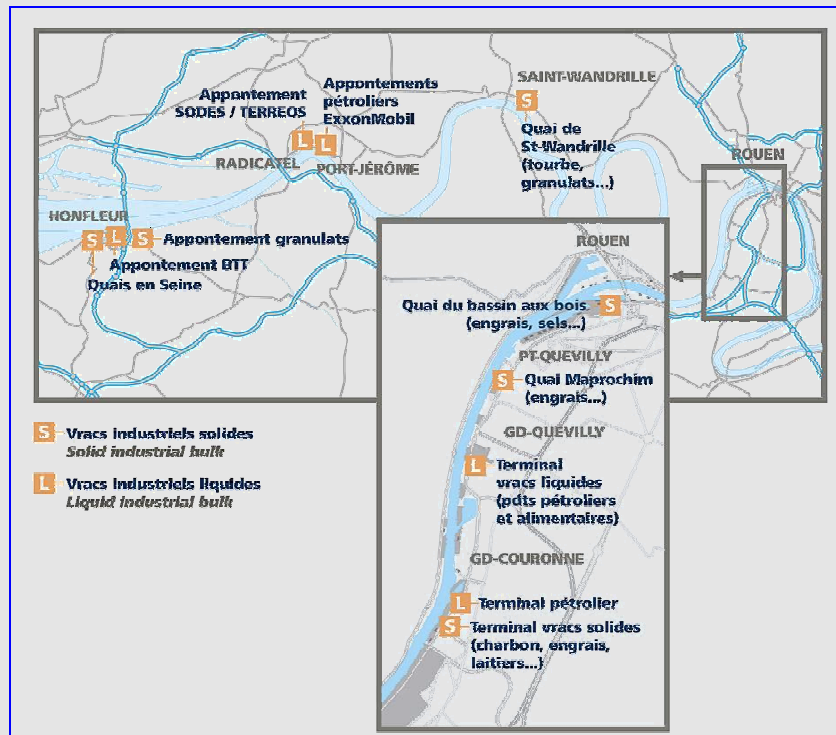 SAINT-WANDRILLE
S
Quai de
St-Wandrille
(tourbe,
granulats...)
Appontement
SODES / TERREOS
Appontements
pétroliers
ExxonMobil
L
L
RADICATEL
PORT-JÉRÔME
ROUEN
HONFLEUR
S
L
S
Appontement granulats
Appontement BTT
Quais en Seine
ROUEN
Quai du bassin aux bois
(engrais, sels...)
S
PT-QUEVILLY
S
Quai Maprochim
(engrais...)
GD-QUEVILLY
L
Terminal
vracs liquides
(pdts pétroliers
et alimentaires)
GD-COURONNE
L
Terminal pétrolier
S
Terminal vracs solides
(charbon, engrais,
laitiers...)
S
Vracs industriels solides
Solid industrial bulk
L
Vracs industriels liquides
Liquid industrial bulk